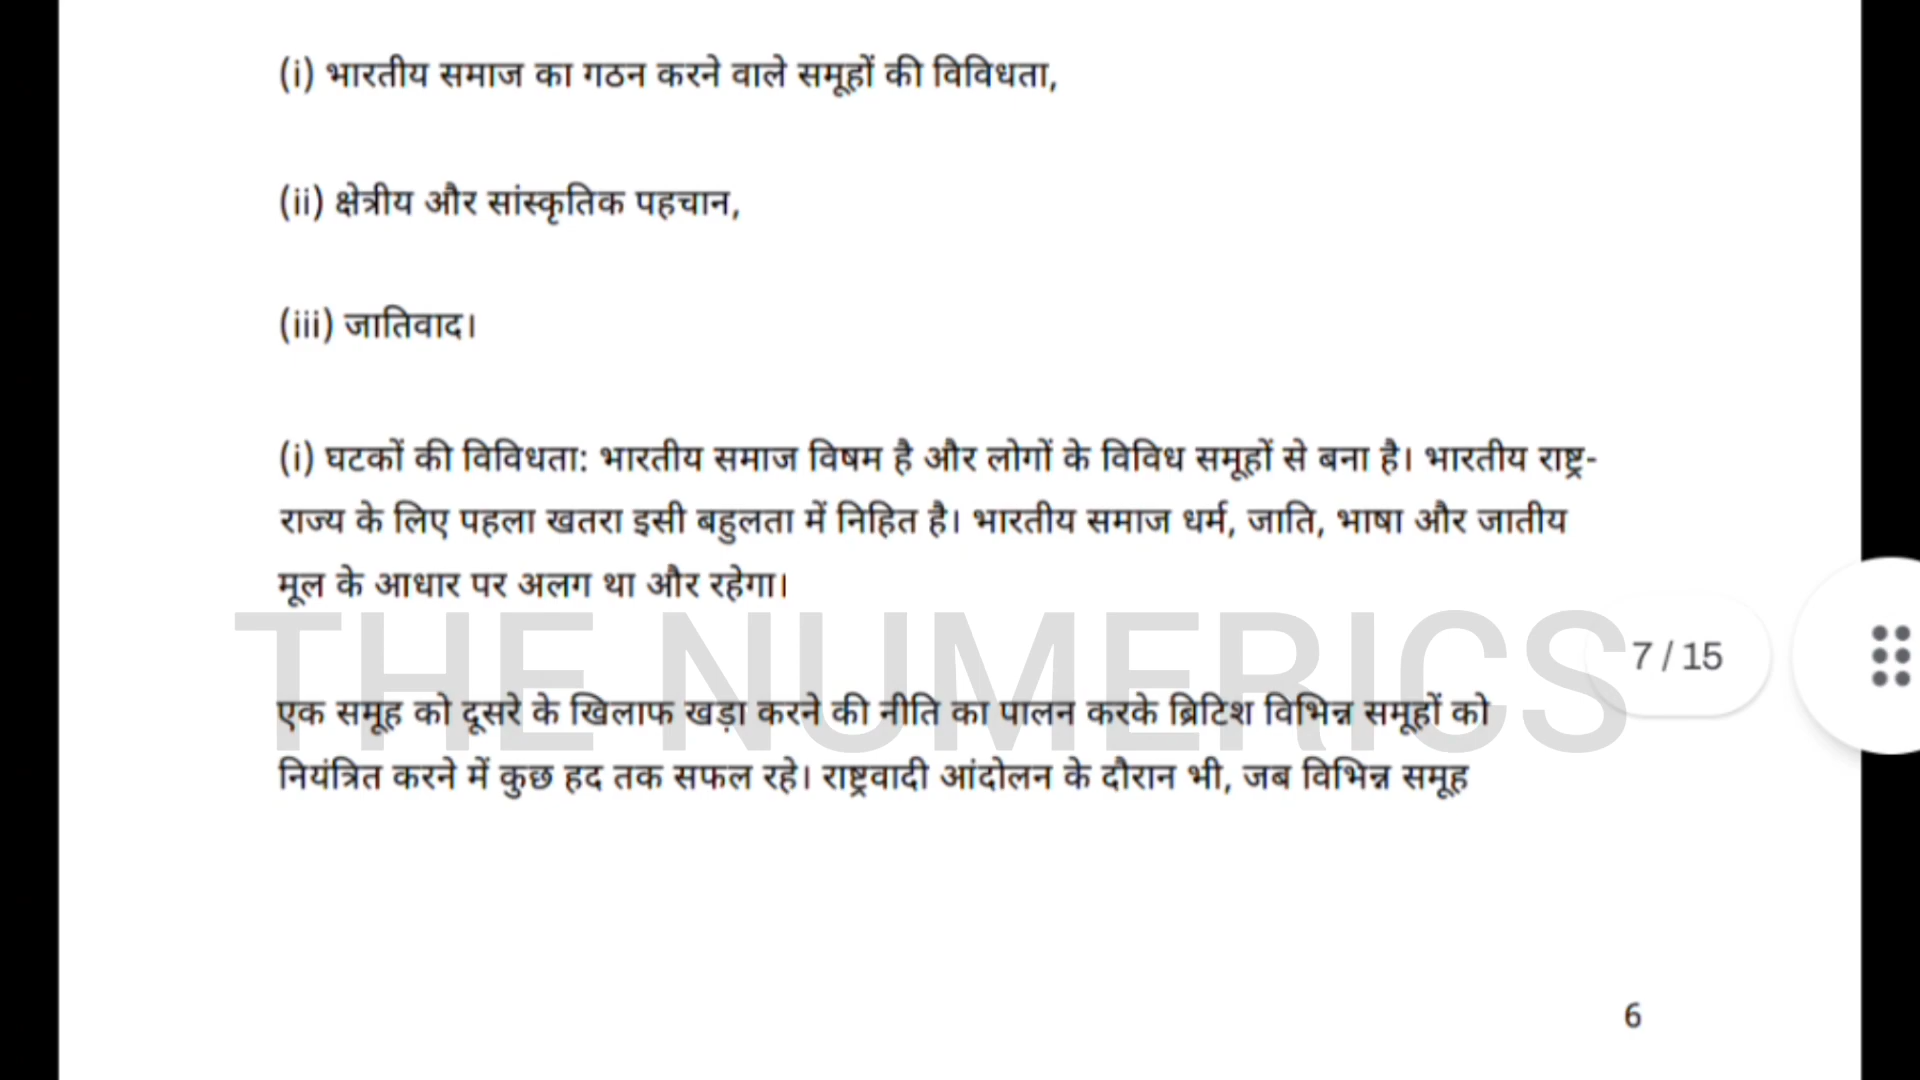 (i) भारतीय समाज का गठन करने वाले समूहों की विविधता,
(ii) क्षेत्रीय और सांस्कृतिक पहचान,
(iii) जातिवाद।
(i) घटकों की विविधता: भारतीय समाज विषम है और लोगों के विविध समूहों से बना है। भारतीय राष्ट्र-
राज्य के लिए पहला खतरा इसी बहुलता में निहित है। भारतीय समाज धर्म, जाति, भाषा और जातीय
मूल के आधार पर अलग था और रहेगा।
THE NUMERICS
7 / 15
एक समूह को दूसरे के खिलाफ खड़ा करने की नीति का पालन करके ब्रिटिश विभिन्न समूहों को
नियंत्रित करने में कुछ हद तक सफल रहे। राष्ट्रवादी आंदोलन के दौरान भी, जब विभिन्न समूह
6